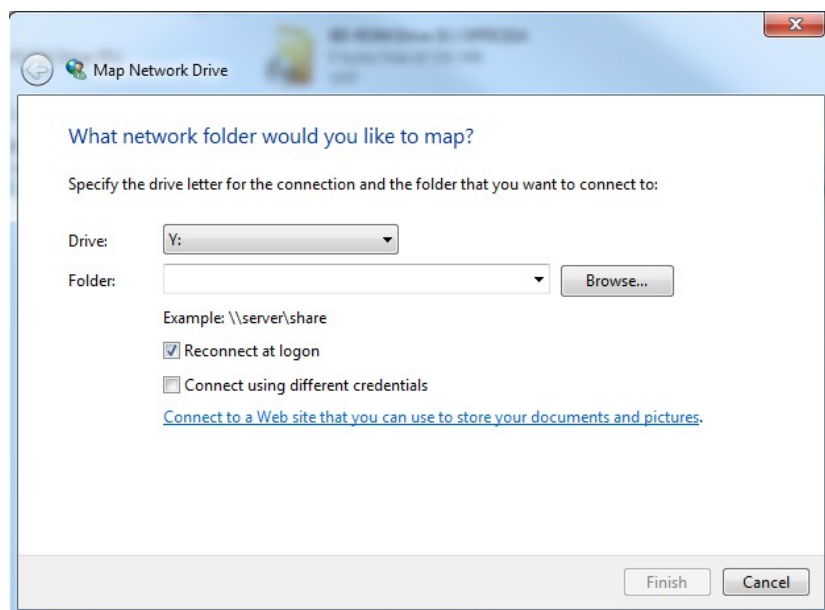 Map Network Drive
What network folder would you like to map?
Specify the drive letter for the connection and the folder that you want to connect to:
Drive: Y:
Folder: Browse...
Example: \\server\share
Reconnect at logon
Connect using different credentials
Connect to a Web site that you can use to store your documents and pictures.
Finish Cancel